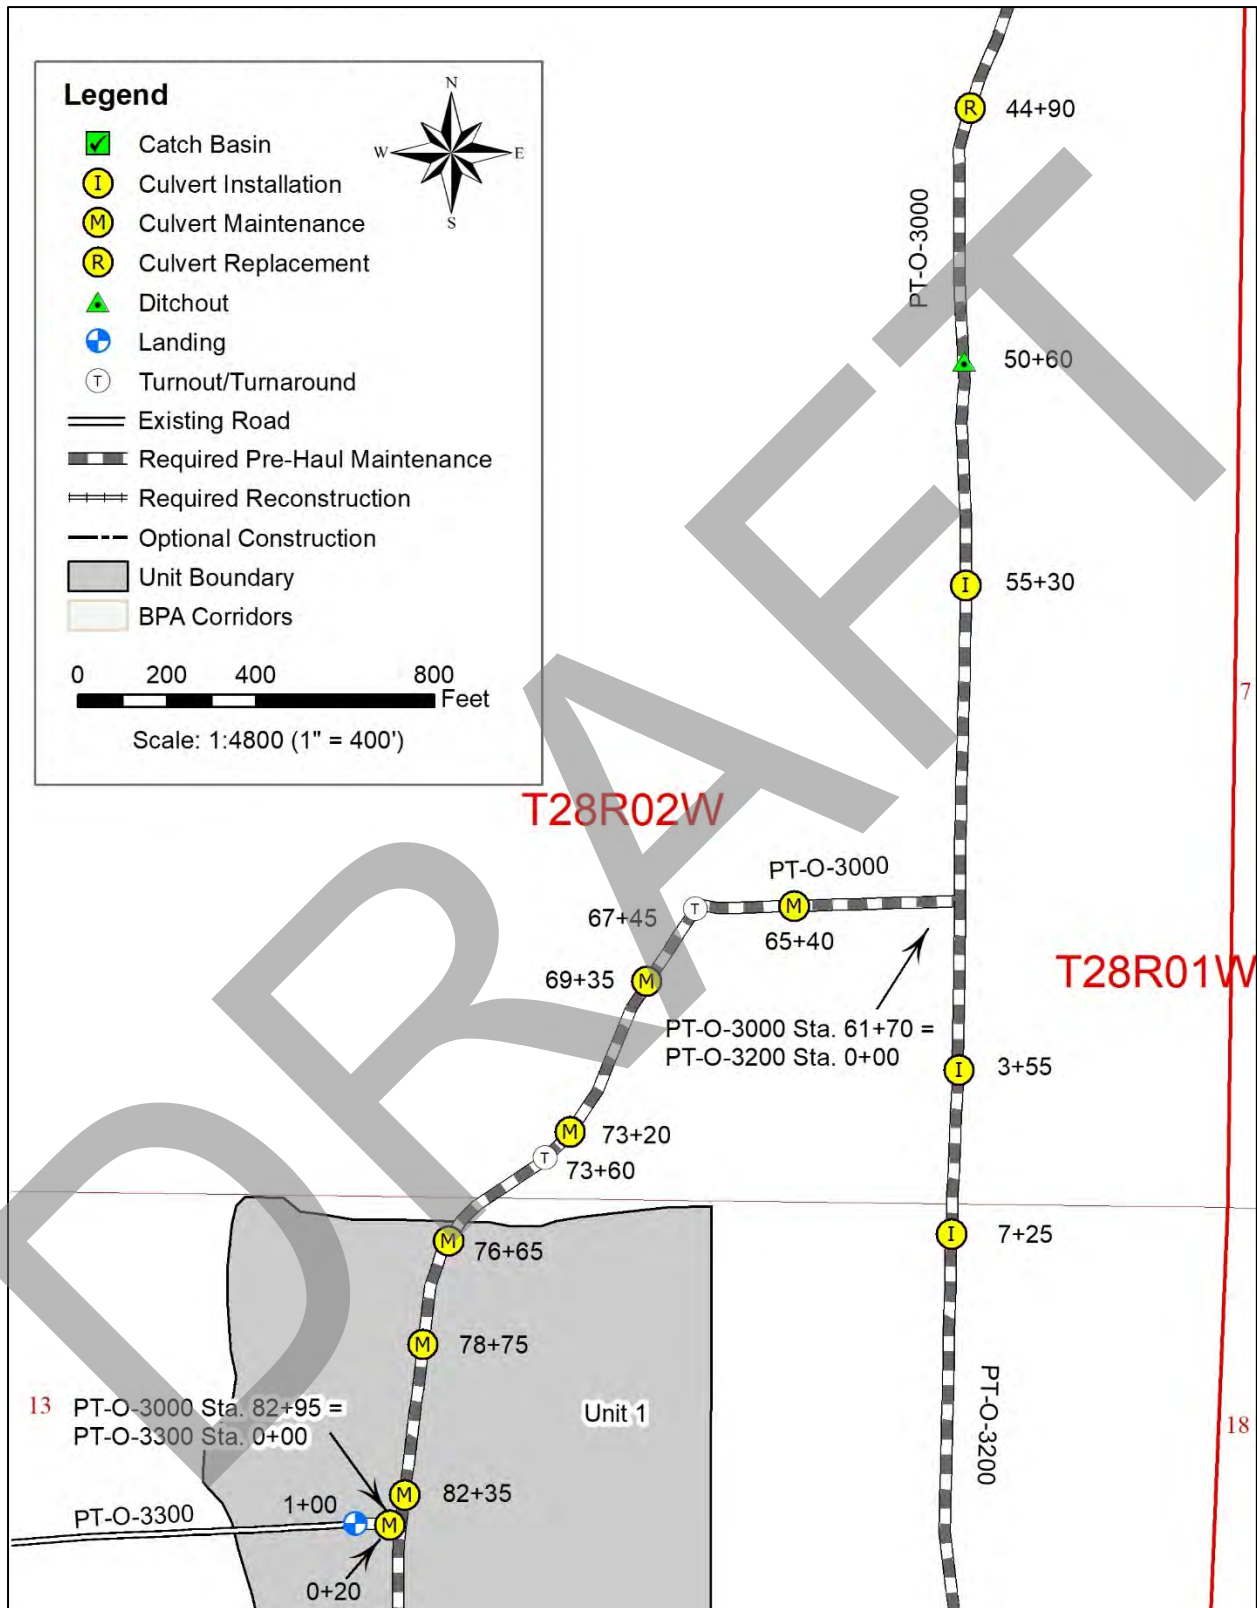 Legend
N
W
E
S
Catch Basin
I
Culvert Installation
M
Culvert Maintenance
R
Culvert Replacement
Ditchout
Landing
T
Turnout/Turnaround
Existing Road
Required Pre-Haul Maintenance
Required Reconstruction
Optional Construction
Unit Boundary
BPA Corridors
0 200 400 800
Feet
Scale: 1:4800 (1" = 400')
R
44+90
PT-O-3000
50+60
I
55+30
7
T28R02W
PT-O-3000
T
67+45
M
65+40
M
69+35
T28R01W
PT-O-3000 Sta. 61+70 =
PT-O-3200 Sta. 0+00
I
3+55
M
73+20
T
73+60
I
7+25
M
76+65
M
78+75
PT-O-3200
13
PT-O-3000 Sta. 82+95 =
PT-O-3300 Sta. 0+00
Unit 1
18
M
82+35
1+00
M
PT-O-3300
0+20
DRAFT